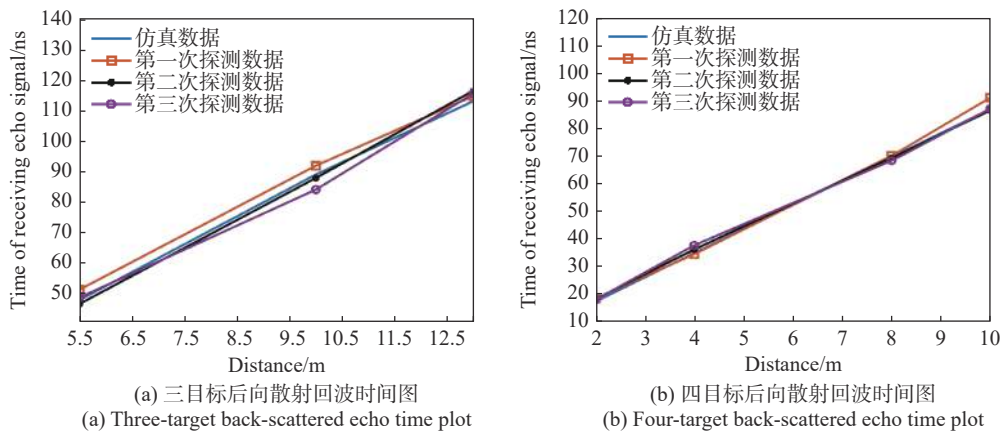 140
130
120
110
100
90
80
70
60
50
Time of receiving echo signal/ns
仿真数据
第一次探测数据
第二次探测数据
第三次探测数据
5.5 6.5 7.5 8.5 9.5 10.5 11.5 12.5
Distance/m
(a) 三目标后向散射回波时间图
(a) Three-target back-scattered echo time plot
120
110
100
90
80
70
60
50
40
30
20
10
Time of receiving echo signal/ns
仿真数据
第一次探测数据
第二次探测数据
第三次探测数据
2 3 4 5 6 7 8 9 10
Distance/m
(b) 四目标后向散射回波时间图
(b) Four-target back-scattered echo time plot